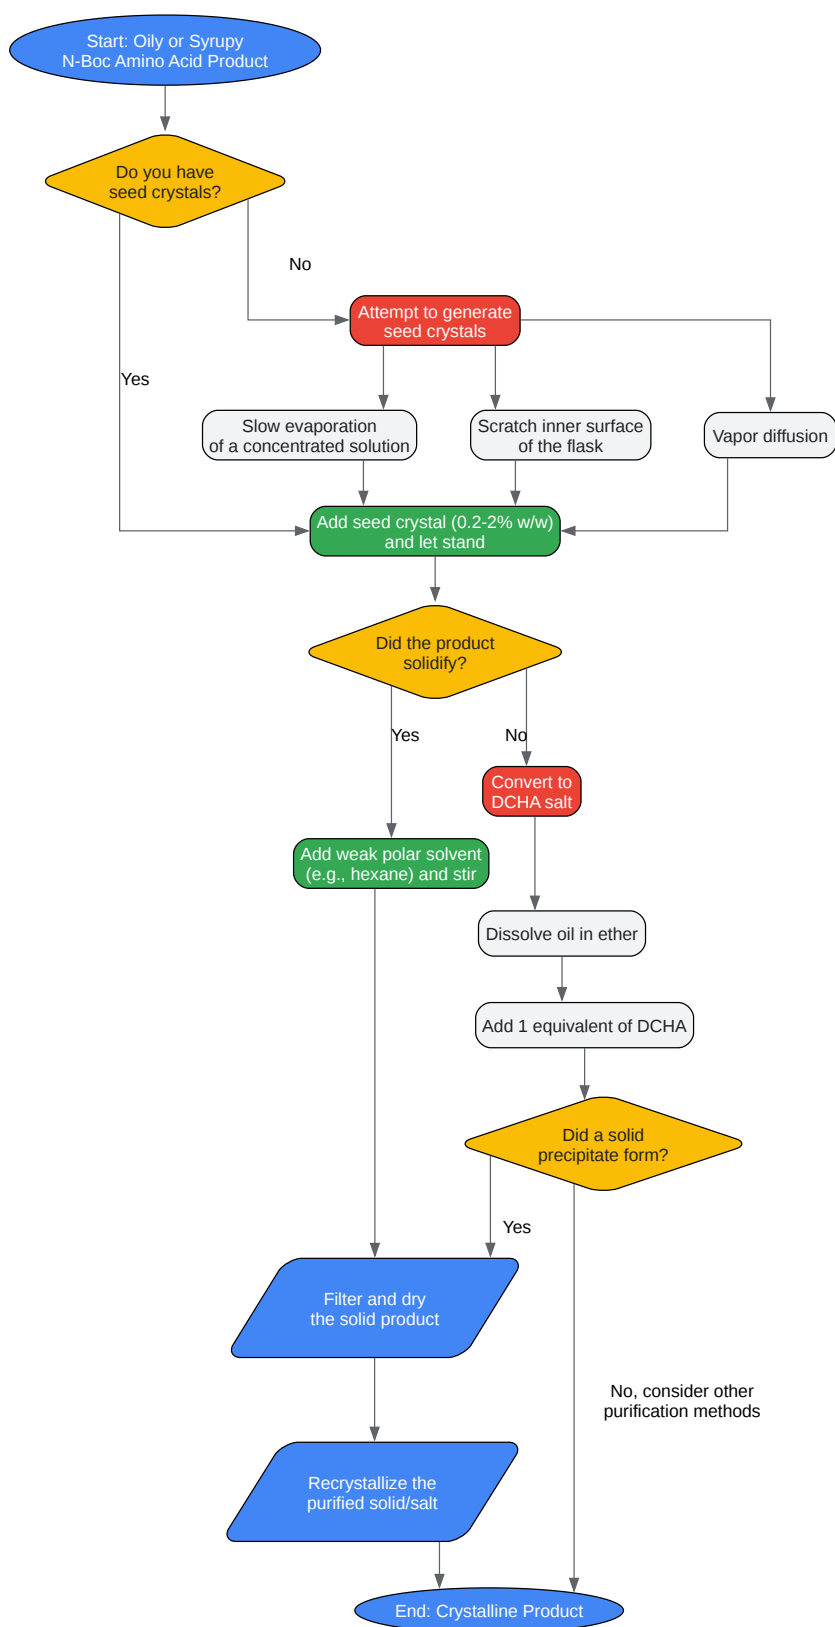 Start: Oily or Syrupy
N-Boc Amino Acid Product
Do you have
seed crystals?
No
Attempt to generate
seed crystals
Yes
Slow evaporation
of a concentrated solution
Scratch inner surface
of the flask
Vapor diffusion
Add seed crystal (0.2-2% w/w)
and let stand
Did the product
solidify?
Yes
No
Convert to
DCHA salt
Add weak polar solvent
(e.g., hexane) and stir
Dissolve oil in ether
Add 1 equivalent of DCHA
Did a solid
precipitate form?
Yes
Filter and dry
the solid product
No, consider other
purification methods
Recrystallize the
purified solid/salt
End: Crystalline Product